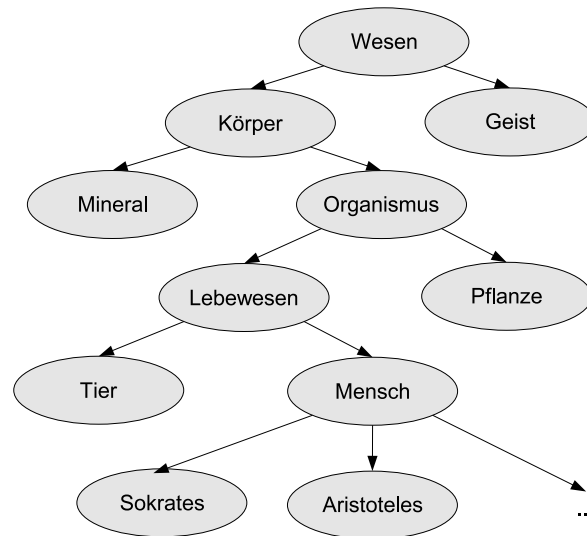 Wesen
Körper
Geist
Mineral
Organismus
Lebewesen
Pflanze
Tier
Mensch
Sokrates
Aristoteles
...